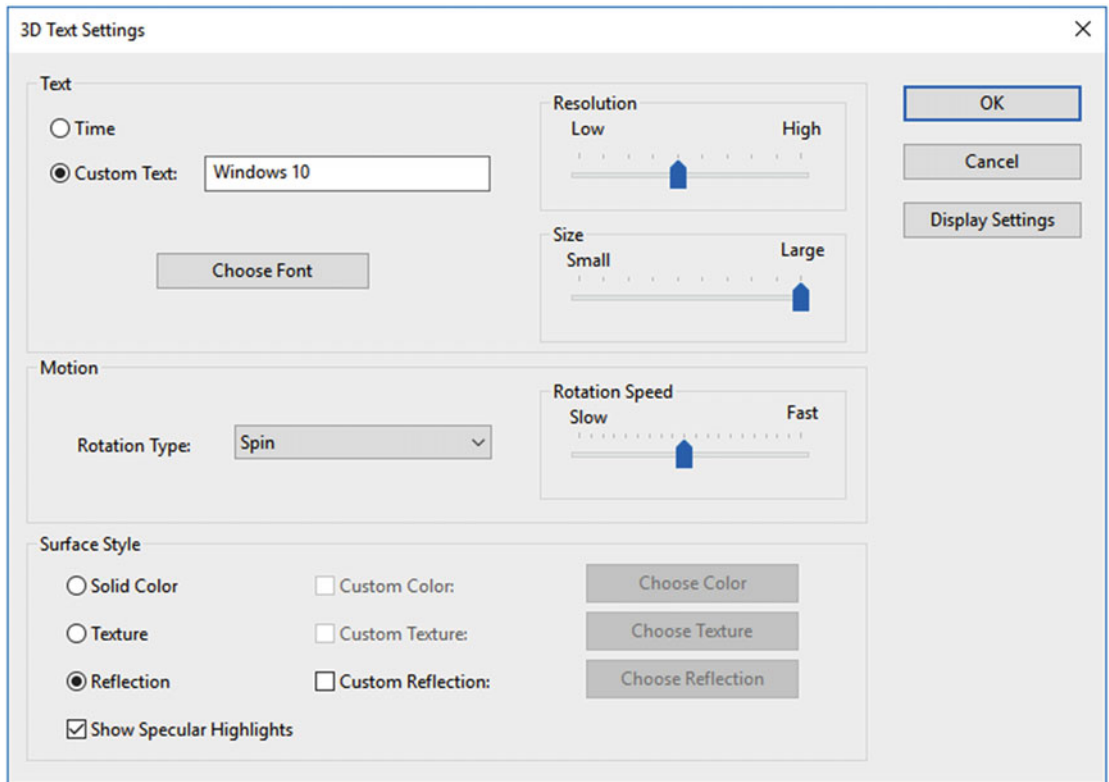 3D Text Settings
Text
Time
Custom Text: Windows 10
Choose Font
Resolution
Low High
Size
Small Large
OK
Cancel
Display Settings
Motion
Rotation Type: Spin
Rotation Speed
Slow Fast
Surface Style
Solid Color Custom Color: Choose Color
Texture Custom Texture: Choose Texture
Reflection Custom Reflection: Choose Reflection
Show Specular Highlights